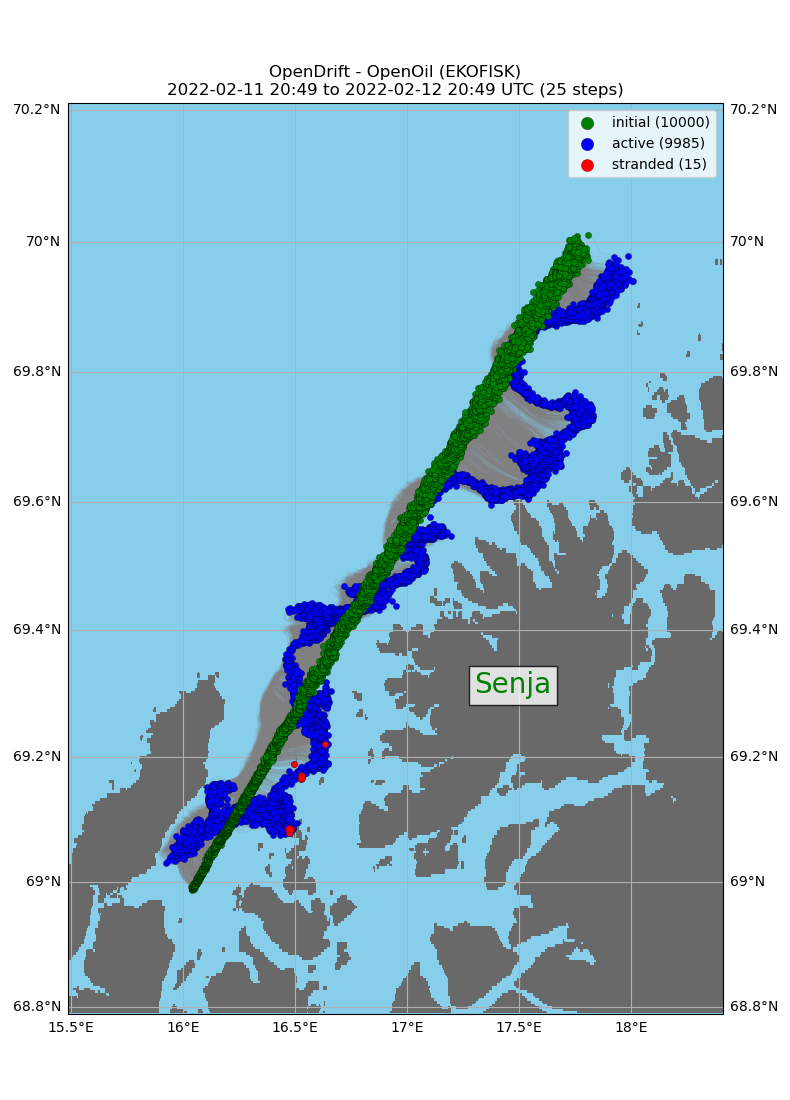 OpenDrift - OpenOil (EKOFISK)
2022-02-11 20:49 to 2022-02-12 20:49 UTC (25 steps)
70.2°N
70.2°N
initial (10000)
active (9985)
stranded (15)
70°N
70°N
69.8°N
69.8°N
69.6°N
69.6°N
69.4°N
69.4°N
Senja
69.2°N
69.2°N
69°N
69°N
68.8°N
68.8°N
15.5°E 16°E 16.5°E 17°E 17.5°E 18°E